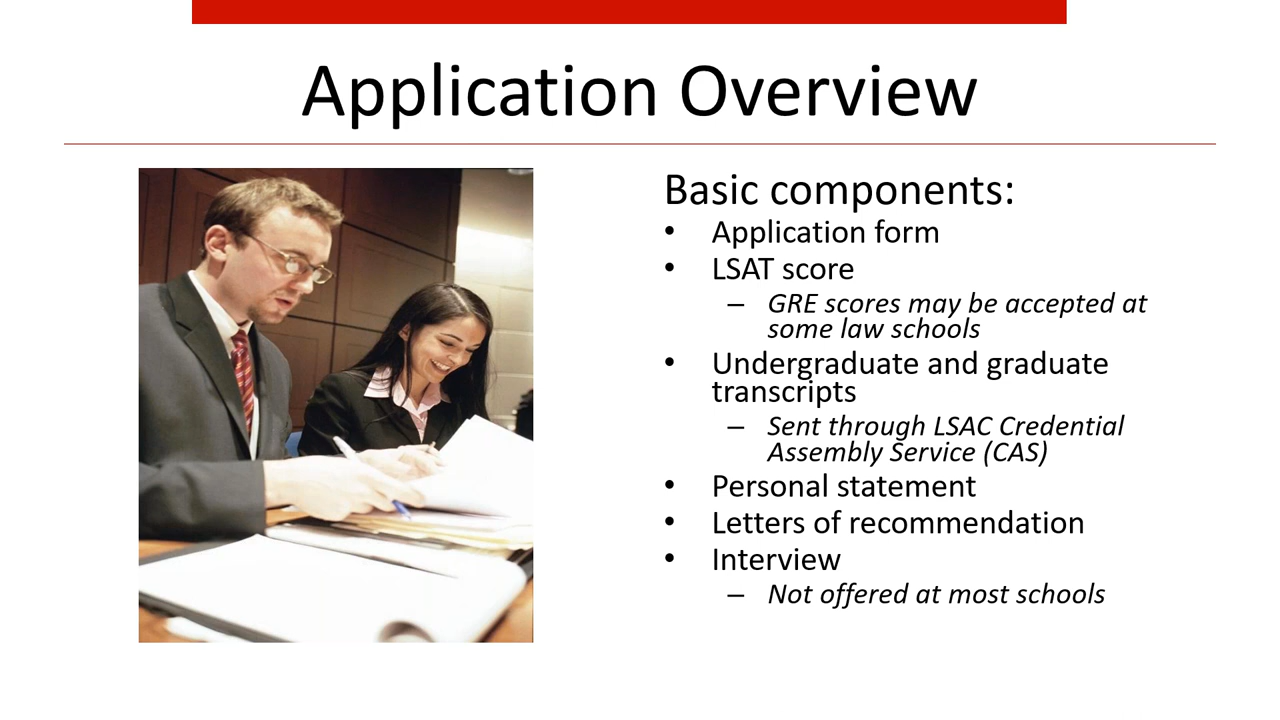 Application Overview
Basic components:
• Application form
• LSAT score
– GRE scores may be accepted at
some law schools
• Undergraduate and graduate
transcripts
– Sent through LSAC Credential
Assembly Service (CAS)
• Personal statement
• Letters of recommendation
• Interview
– Not offered at most schools